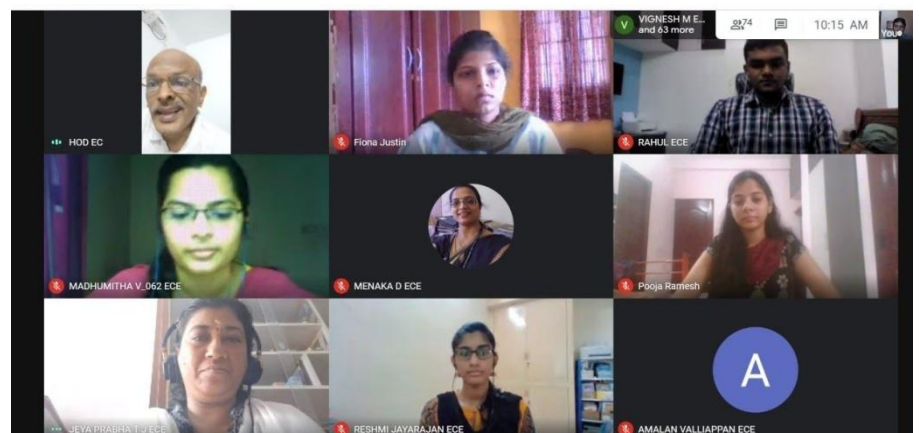 VIGNESH M E...
and 63 more
74
10:15 AM
You
HOD EC
Fiona Justin
RAHUL ECE
MADHUMITHA V_062 ECE
MENAKA D ECE
Pooja Ramesh
JEYA PRABHA T J ECE
RESHMI JAYARAJAN ECE
A
AMALAN VALLIAPPAN ECE